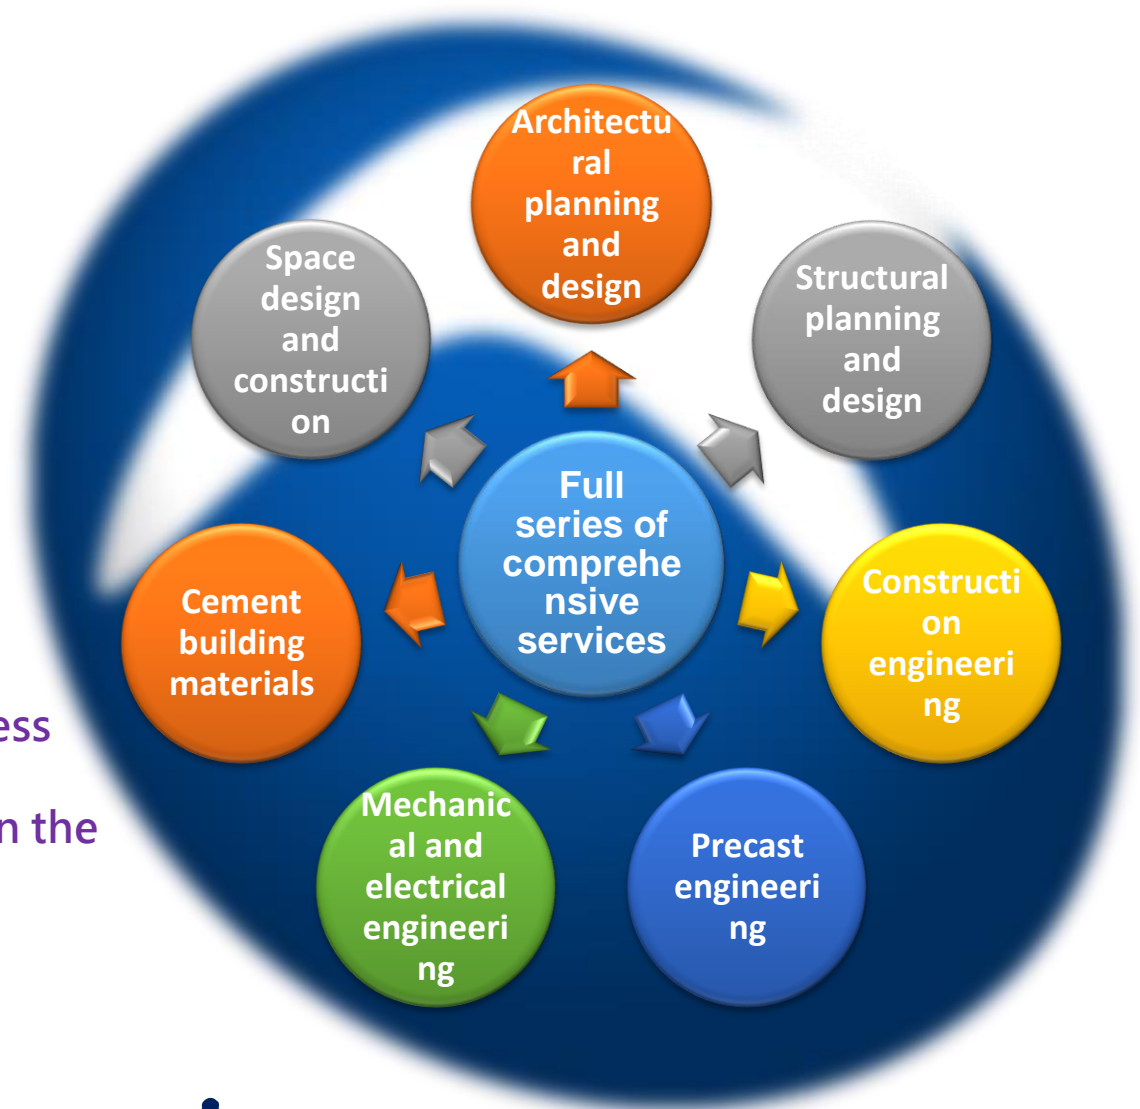 Architectu
ral
planning
and
design
Structural
planning
and
design
Constructi
on
engineeri
ng
Precast
engineeri
ng
Mechanic
al and
electrical
engineeri
ng
Cement
building
materials
Space
design
and
constructi
on
Full
series of
comprehe
nsive
services
ess
n the